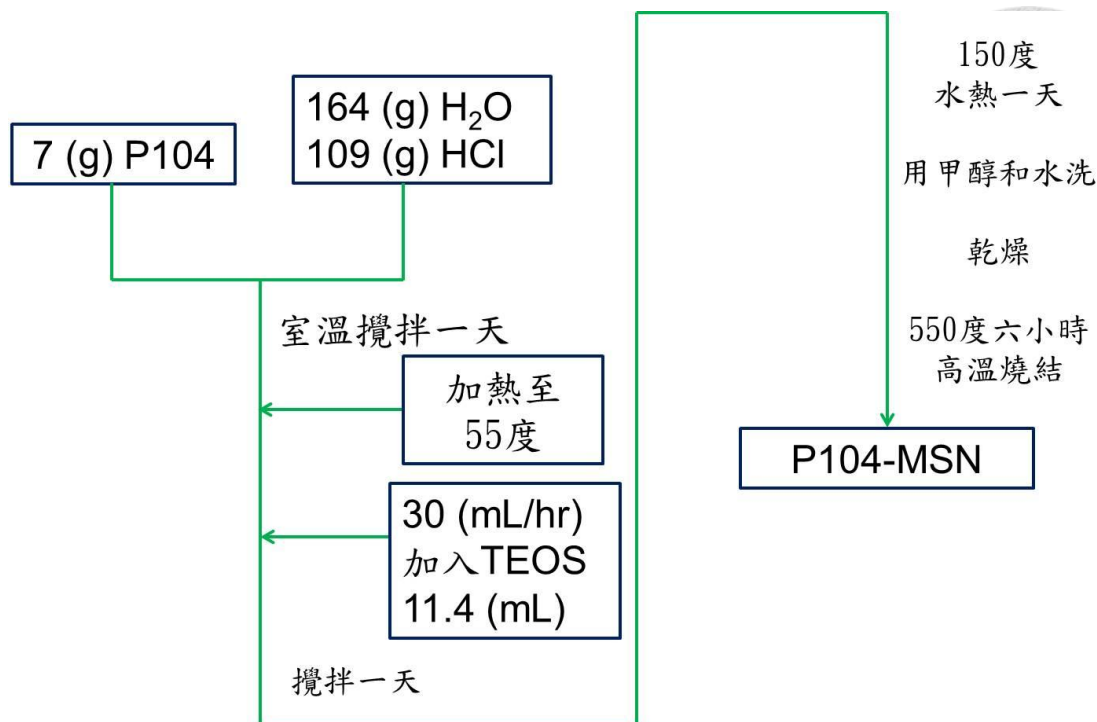 7 (g) P104
164 (g) H₂O
109 (g) HCl
室溫攪拌一天
加熱至
55度
30 (mL/hr)
加入TEOS
11.4 (mL)
攪拌一天
150度
水熱一天
用甲醇和水洗
乾燥
550度六小時
高溫燒結
P104-MSN